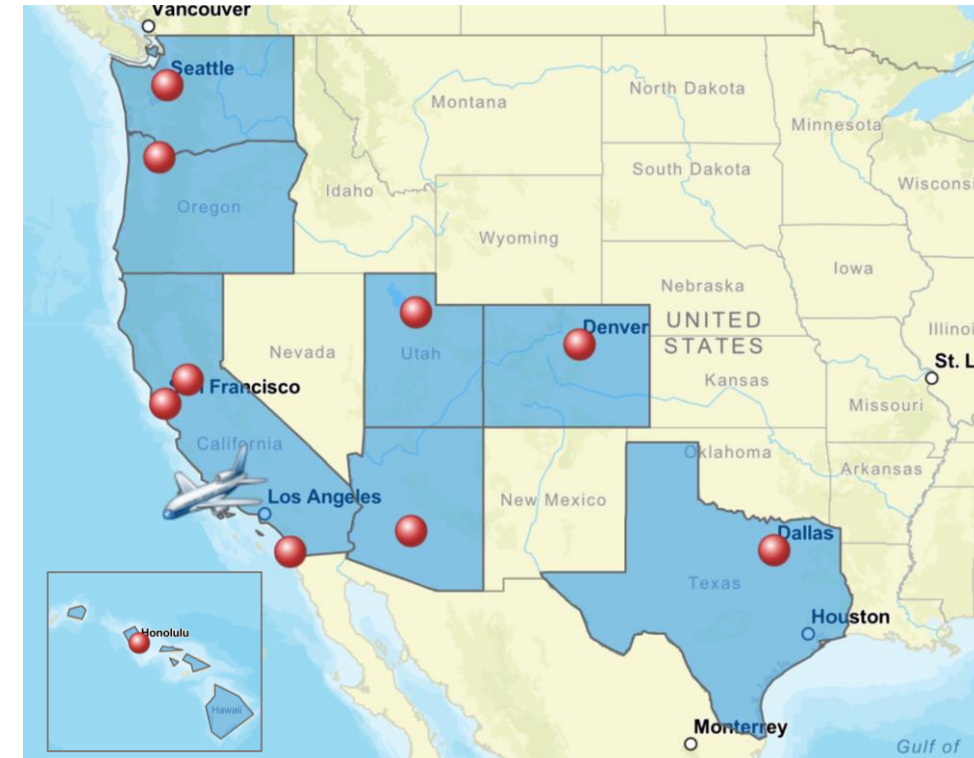 Vancouver
Seattle
Montana
North Dakota
Minnesota
South Dakota
Idaho
Wisconsi
Oregon
Wyoming
Iowa
Nebraska
UNITED
STATES
Denver
Illinoi
Nevada
Utah
St. L
Kansas
San Francisco
Missouri
California
Oklahoma
Arkansas
Los Angeles
New Mexico
Dallas
Texas
Houston
Honolulu
Hawaii
Monterrey
Gulf of